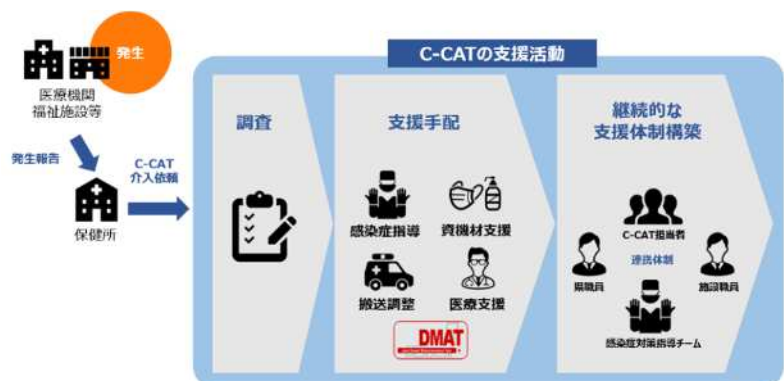 発生
医療機関
福祉施設等
発生報告
C-CAT
介入依頼
保健所
C-CATの支援活動
調査
支援手配
感染症指導
資機材支援
搬送調整
医療支援
DMAT
継続的な
支援体制構築
C-CAT担当者
県職員
連携体制
施設職員
感染症対策指導チーム